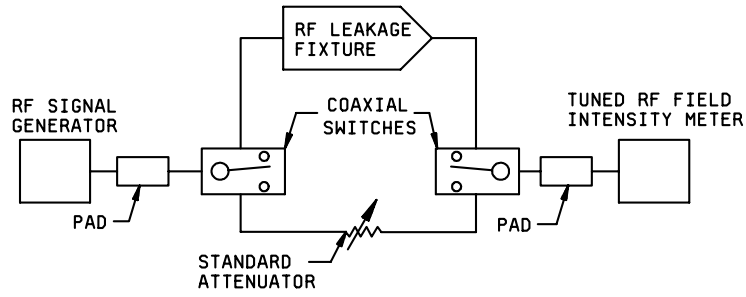 RF LEAKAGE
FIXTURE
RF SIGNAL
GENERATOR
COAXIAL
SWITCHES
TUNED RF FIELD
INTENSITY METER
PAD
PAD
STANDARD
ATTENUATOR